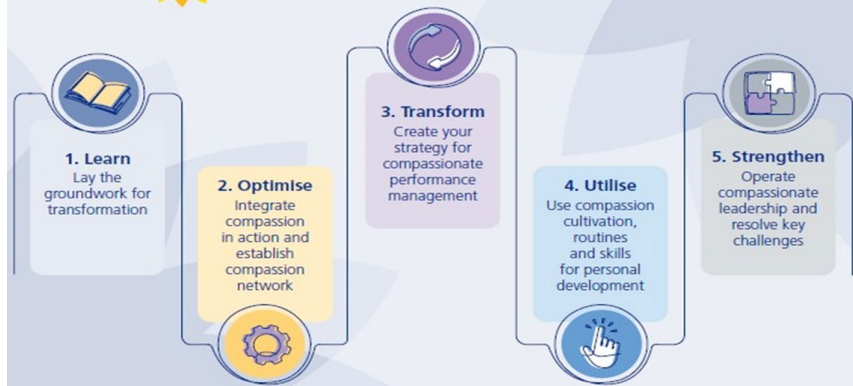 1. Learn
Lay the
groundwork for
transformation
2. Optimise
Integrate
compassion
in action and
establish
compassion
network
3. Transform
Create your
strategy for
compassionate
performance
management
4. Utilise
Use compassion
cultivation,
routines
and skills
for personal
development
5. Strengthen
Operate
compassionate
leadership and
resolve key
challenges